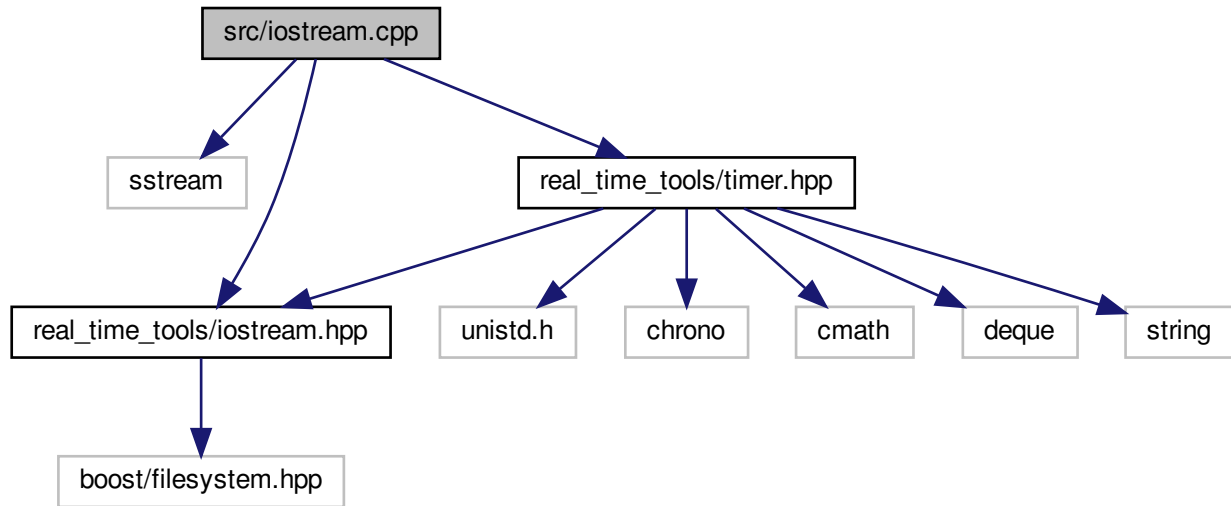 src/iostream.cpp
sstream
real_time_tools/timer.hpp
real_time_tools/iostream.hpp
unistd.h
chrono
cmath
deque
string
boost/filesystem.hpp